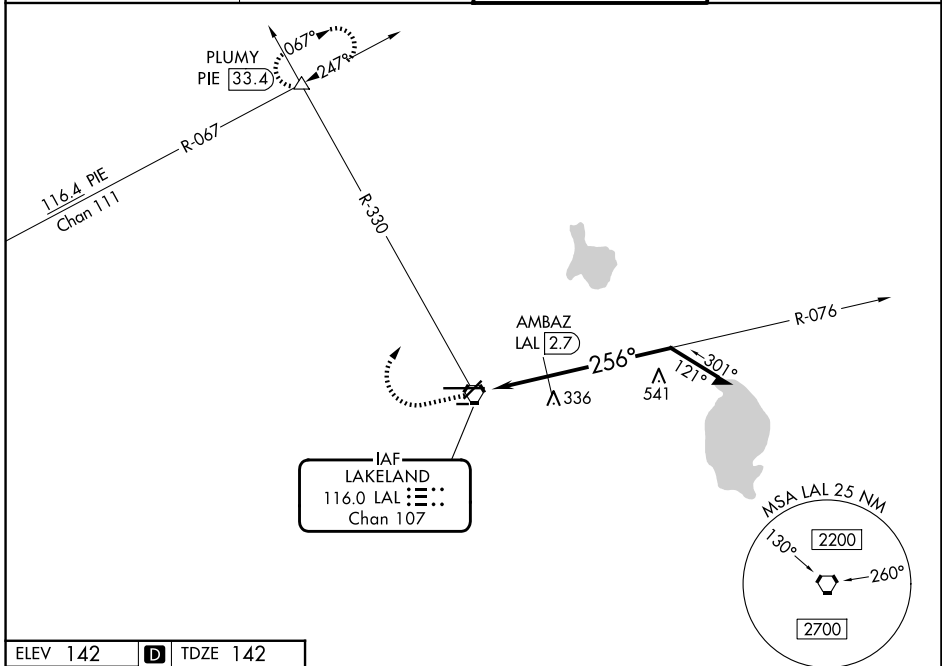 PLUMY
PIE 33.4
067°
247°
R-067
116.4 PIE
Chan 111
R-330
AMBAZ
LAL 2.7
R-076
256°
301°
121°
336
541
IAF
LAKELAND
116.0 LAL
Chan 107
MSA LAL 25 NM
130°
2200
260°
2700
ELEV 142 D TDZE 142